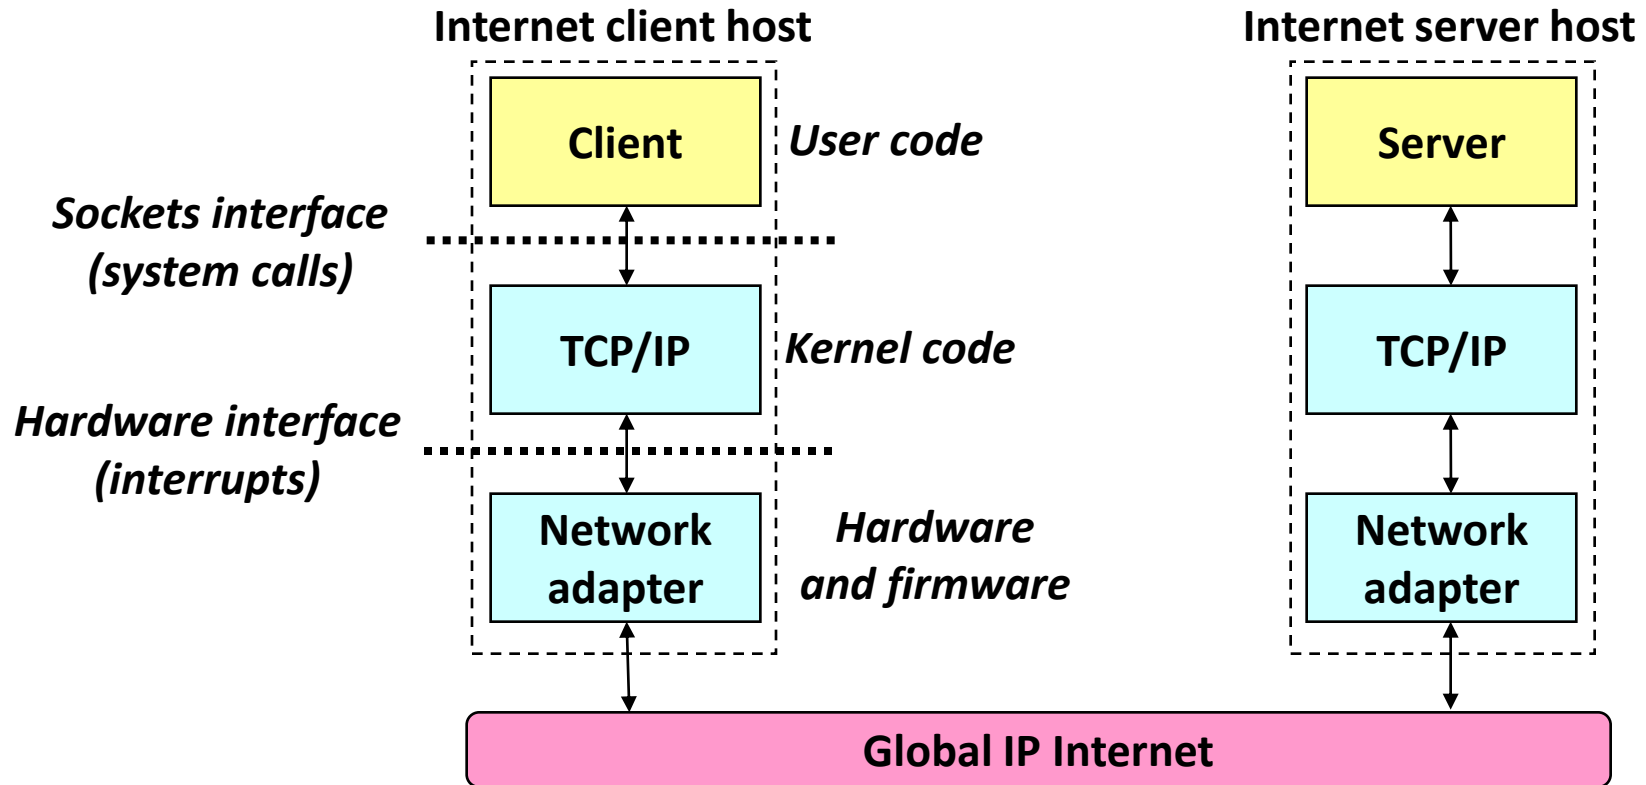 Internet client host
Internet server host
Client
User code
Server
Sockets interface
(system calls)
TCP/IP
Kernel code
TCP/IP
Hardware interface
(interrupts)
Network
adapter
Hardware
and firmware
Network
adapter
Global IP Internet